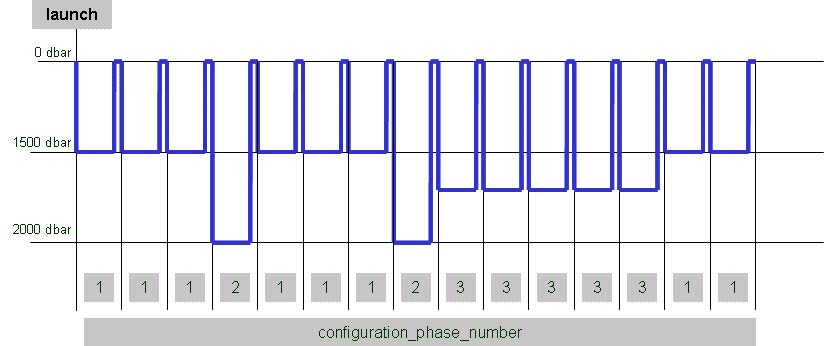 launch
0 dbar
1500 dbar
2000 dbar
1 1 1 2 1 1 1 2 3 3 3 3 3 1 1
configuration_phase_number